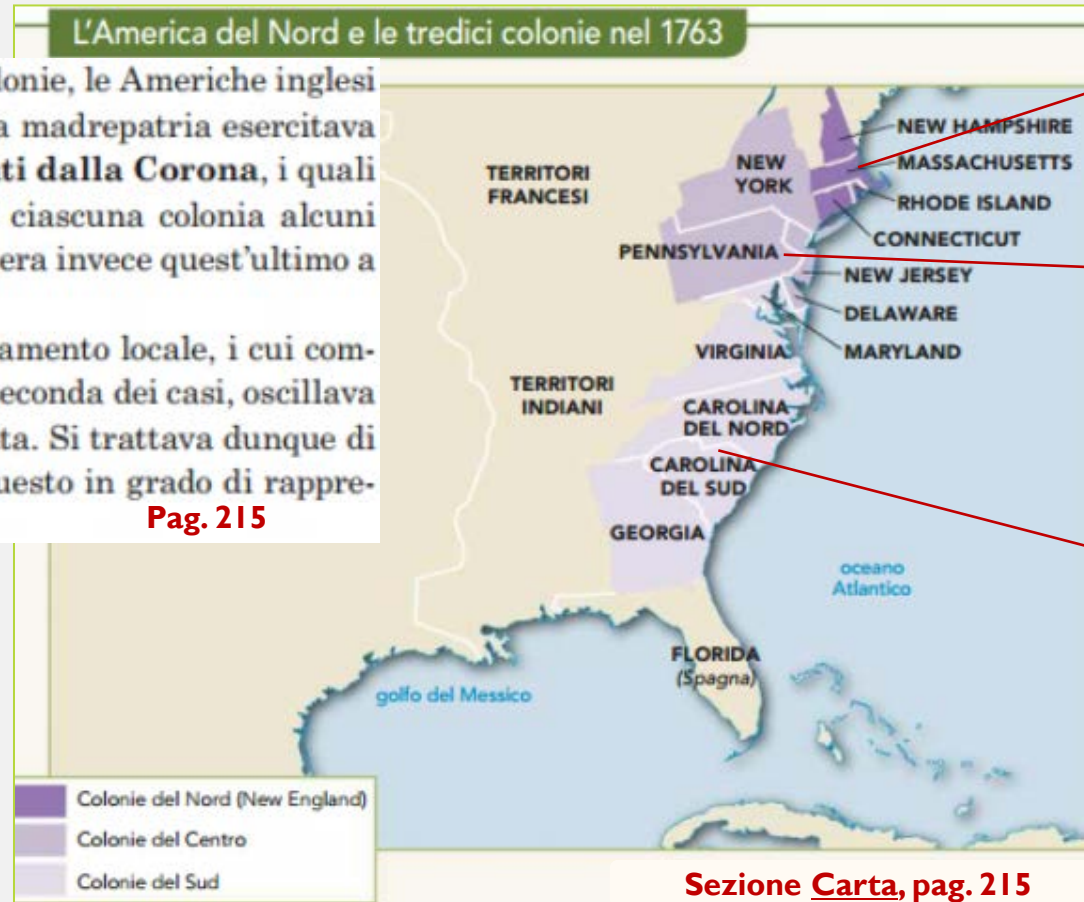 L'America del Nord e le tredici colonie nel 1763
lonie, le Americhe inglesi
a madrepatria esercitava
ti dalla Corona, i quali
ciascuna colonia alcuni
era invece quest'ultimo a
amento locale, i cui com-
econda dei casi, oscillava
ta. Si trattava dunque di
uesto in grado di rappre-
Pag. 215
TERRITORI
FRANCESI
NEW
YORK
NEW HAMPSHIRE
MASSACHUSETTS
RHODE ISLAND
CONNECTICUT
PENNSYLVANIA
NEW JERSEY
DELAWARE
MARYLAND
VIRGINIA
TERRITORI
INDIANI
CAROLINA
DEL NORD
CAROLINA
DEL SUD
GEORGIA
oceano
Atlantico
FLORIDA
(Spagna)
golfo del Messico
Colonie del Nord (New England)
Colonie del Centro
Colonie del Sud
Sezione Carta, pag. 215